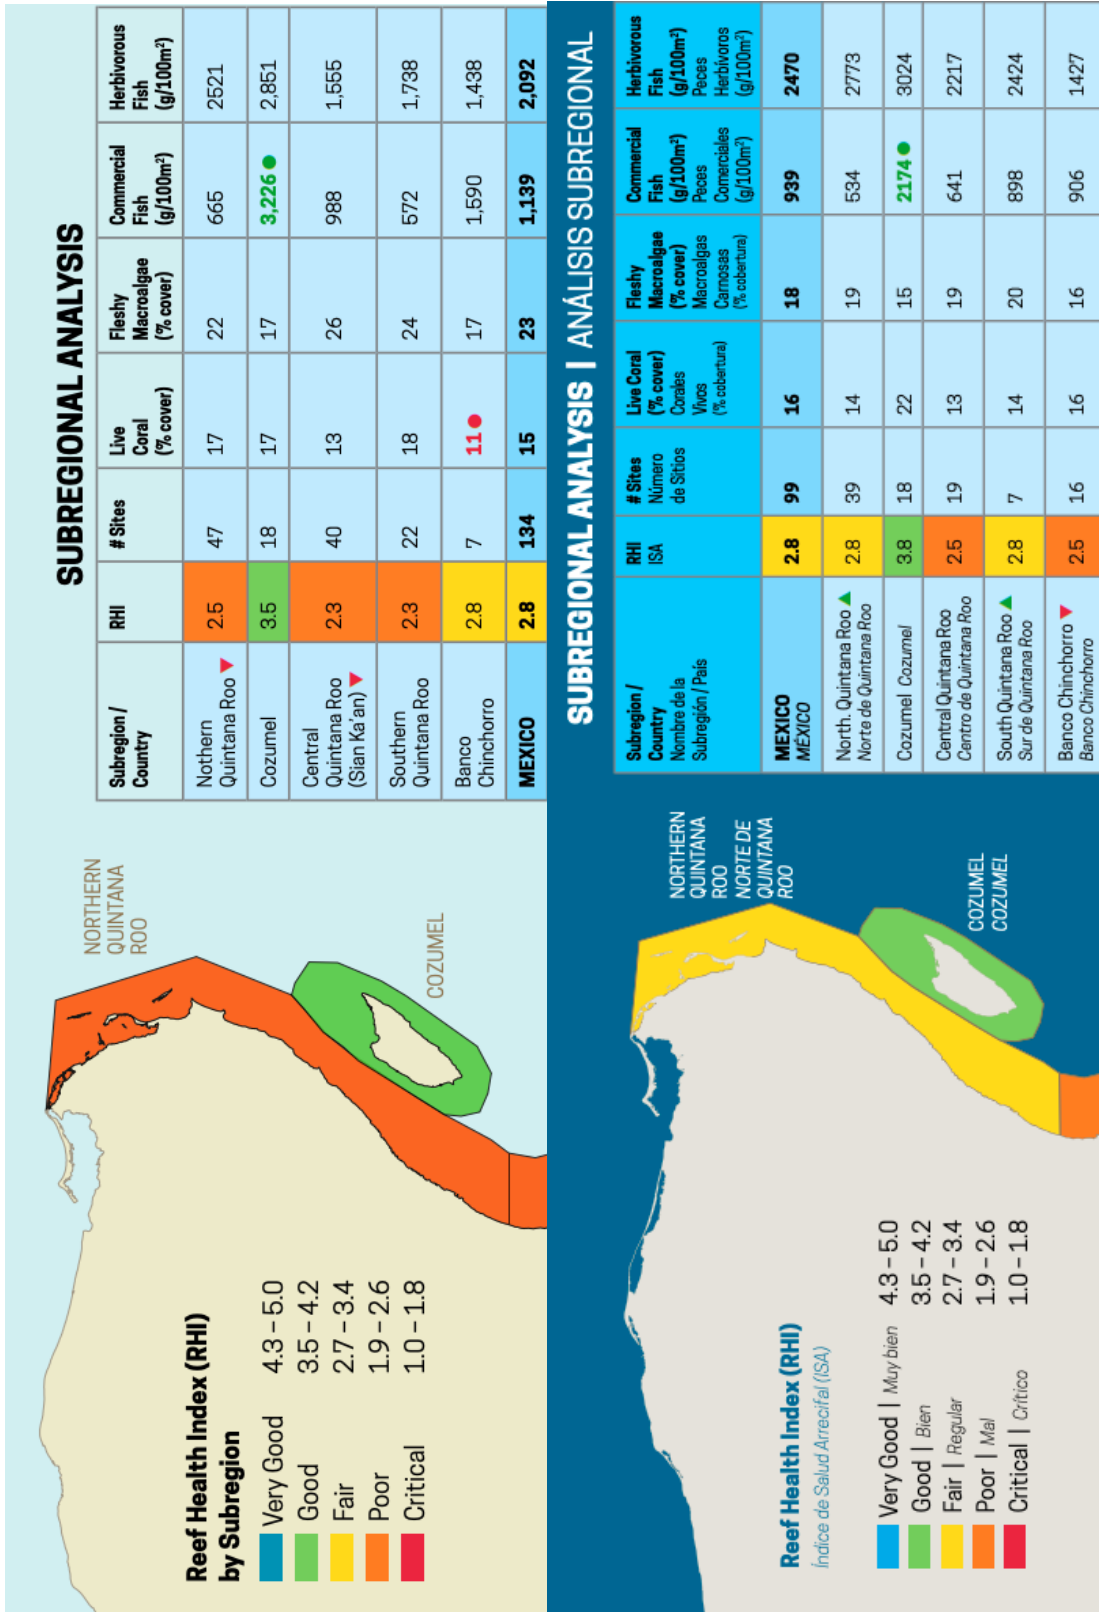 SUBREGIONAL ANALYSIS
Subregion /
Country
RHI
# Sites
Live
Coral
(% cover)
Fleshy
Macroalgae
(% cover)
Commercial
Fish
(g/100m²)
Herbivorous
Fish
(g/100m²)
Nothern
Quintana Roo
2.5
47
17
22
665
2521
Cozumel
3.5
18
17
17
3,226
2,851
Central
Quintana Roo
(Sian Ka'an)
2.3
40
13
26
988
1,555
Southern
Quintana Roo
2.3
22
18
24
572
1,738
Banco
Chinchorro
2.8
7
11
17
1,590
1,438
MEXICO
2.8
134
15
23
1,139
2,092
NORTHERN
QUINTANA
ROO
COZUMEL
Reef Health Index (RHI)
by Subregion
Very Good 4.3 – 5.0
Good 3.5 – 4.2
Fair 2.7 – 3.4
Poor 1.9 – 2.6
Critical 1.0 – 1.8
SUBREGIONAL ANALYSIS | ANÁLISIS SUBREGIONAL
Subregion /
Country
Nombre de la
Subregión / País
RHI
ISA
# Sites
Número
de Sitios
Live Coral
(% cover)
Corales
Vivos
(% cobertura)
Fleshy
Macroalgae
(% cover)
Macroalgas
Carnosas
(% cobertura)
Commercial
Fish
(g/100m²)
Peces
Comerciales
(g/100m²)
Herbivorous
Fish
(g/100m²)
Peces
Herbívoros
(g/100m²)
MEXICO
MÉXICO
2.8
99
16
18
939
2470
North. Quintana Roo
Norte de Quintana Roo
2.8
39
14
19
534
2773
Cozumel Cozumel
3.8
18
22
15
2174
3024
Central Quintana Roo
Centro de Quintana Roo
2.5
19
13
19
641
2217
South Quintana Roo
Sur de Quintana Roo
2.8
7
14
20
898
2424
Banco Chinchorro
Banco Chinchorro
2.5
16
16
16
906
1427
NORTHERN
QUINTANA
ROO
NORTE DE
QUINTANA
ROO
COZUMEL
COZUMEL
Reef Health Index (RHI)
Índice de Salud Arrecifal (ISA)
Very Good | Muy bien 4.3 – 5.0
Good | Bien 3.5 – 4.2
Fair | Regular 2.7 – 3.4
Poor | Mal 1.9 – 2.6
Critical | Crítico 1.0 – 1.8